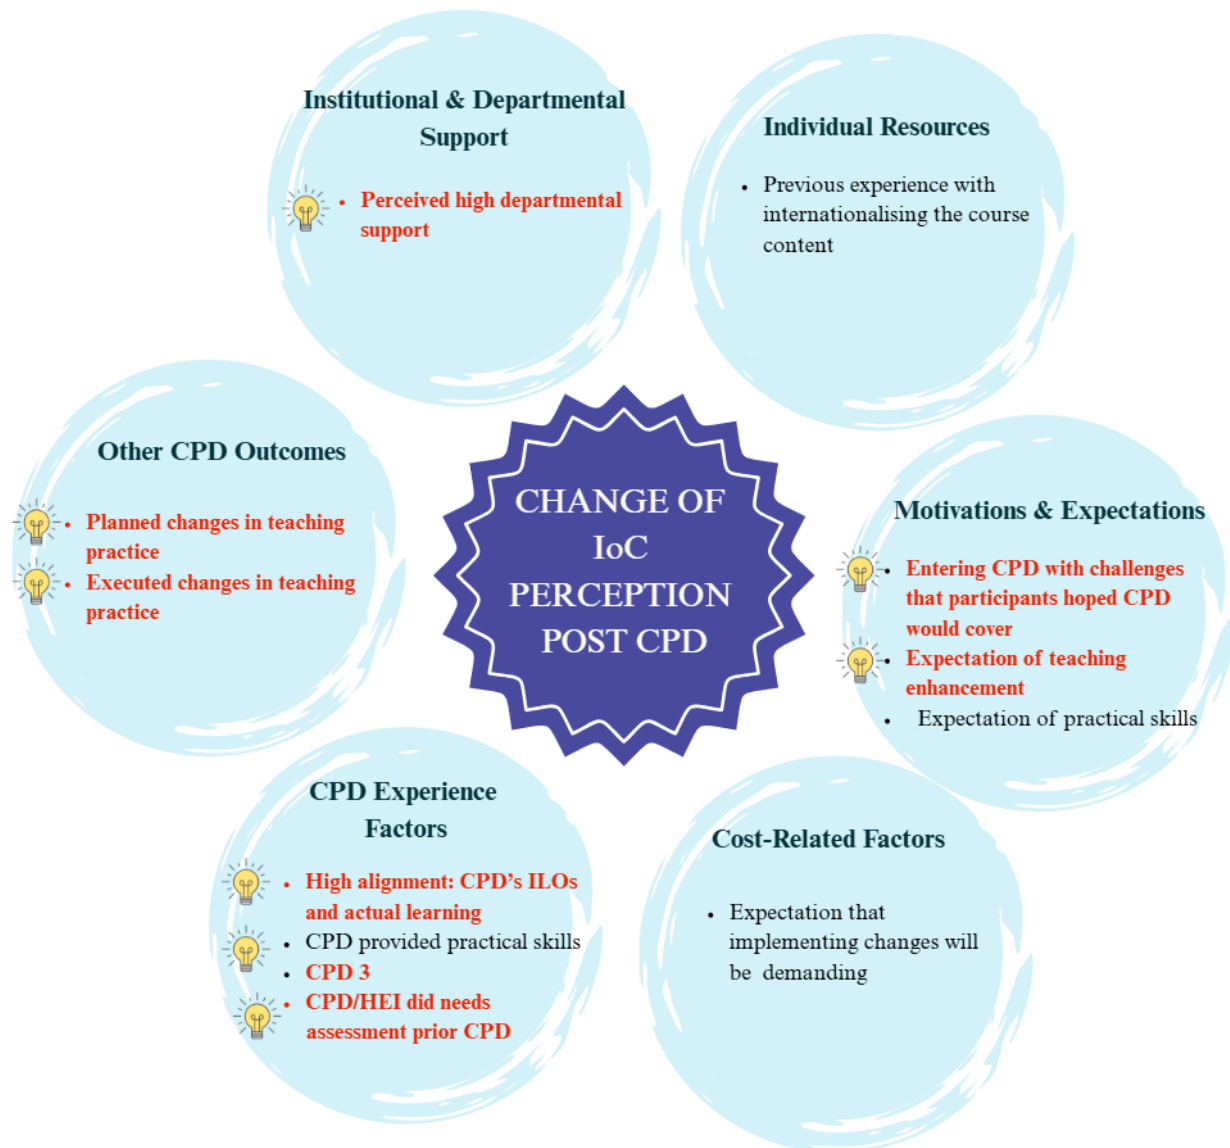 Institutional & Departmental
Support
• Perceived high departmental
support
Individual Resources
• Previous experience with
internationalising the course
content
Other CPD Outcomes
• Planned changes in teaching
practice
• Executed changes in teaching
practice
CHANGE OF
IoC
PERCEPTION
POST CPD
Motivations & Expectations
• Entering CPD with challenges
that participants hoped CPD
would cover
• Expectation of teaching
enhancement
• Expectation of practical skills
CPD Experience
Factors
• High alignment: CPD’s ILOs
and actual learning
• CPD provided practical skills
• CPD 3
• CPD/HEI did needs
assessment prior CPD
Cost-Related Factors
• Expectation that
implementing changes will
be demanding